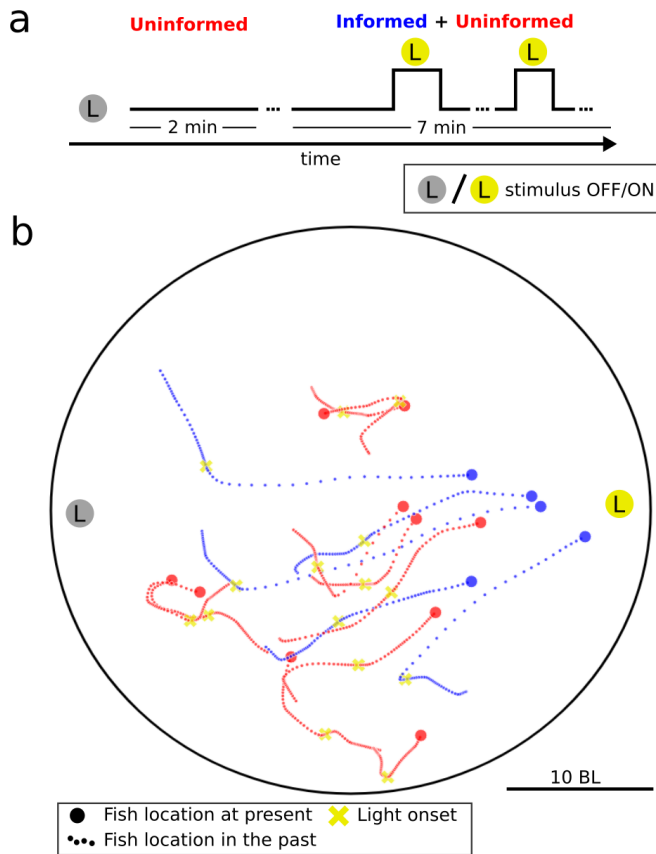 a
Uninformed
Informed + Uninformed
L L
L
2 min ... 7 min ... ...
time
L / L stimulus OFF/ON
b
L L
10 BL
Fish location at present Light onset
Fish location in the past